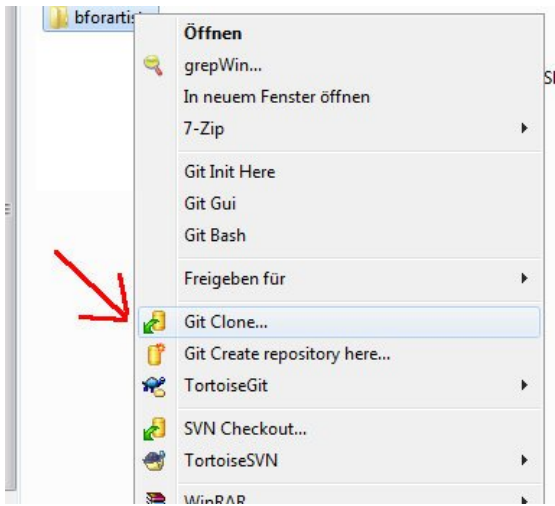 bforartis
Öffnen
grepWin...
In neuem Fenster öffnen
7-Zip
Git Init Here
Git Gui
Git Bash
Freigeben für
Git Clone...
Git Create repository here...
TortoiseGit
SVN Checkout...
TortoiseSVN
WinRAR